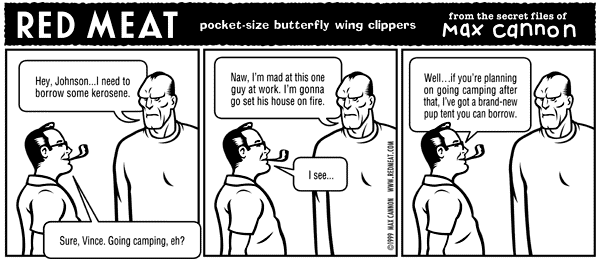 RED MEAT
pocket-size butterfly wing clippers
from the secret files of
Max cannon
Hey, Johnson...I need to
borrow some kerosene.
Sure, Vince. Going camping, eh?
Naw, I'm mad at this one
guy at work. I'm gonna
go set his house on fire.
I see...
©1999 MAX CANNON WWW.REDMEAT.COM
Well...if you're planning
on going camping after
that, I've got a brand-new
pup tent you can borrow.